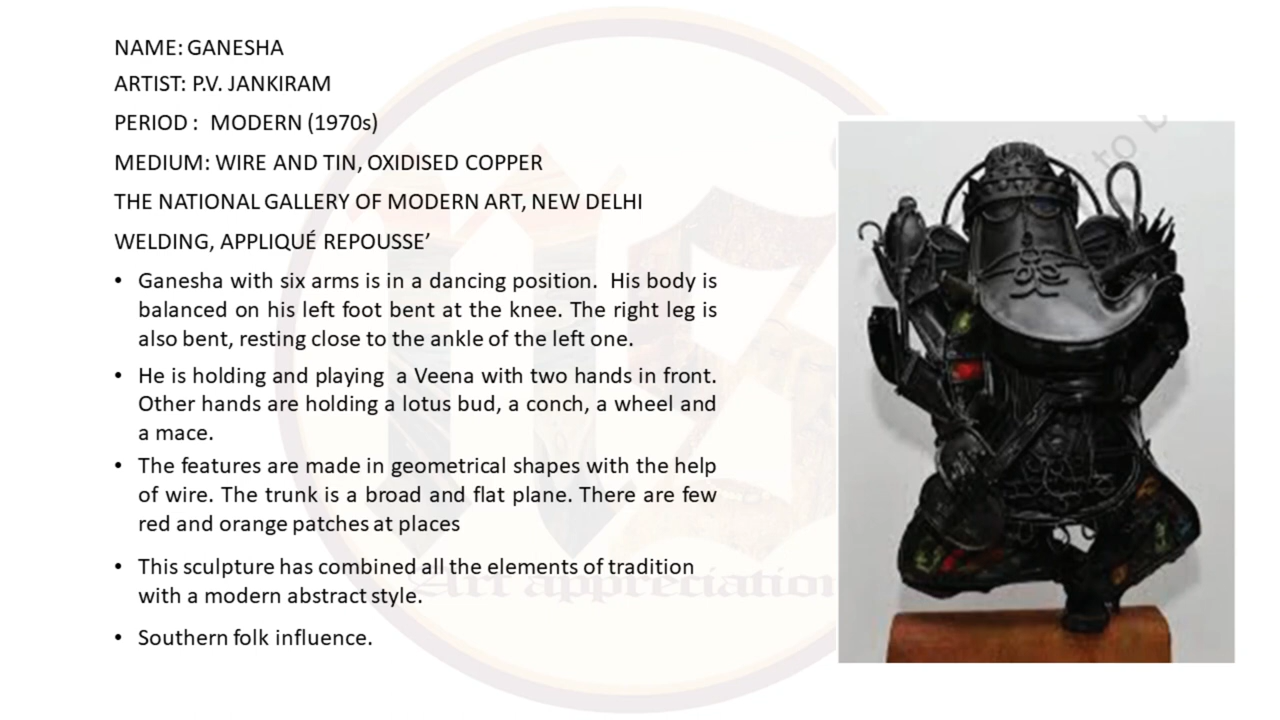 NAME: GANESHA
ARTIST: P.V. JANKIRAM
PERIOD : MODERN (1970s)
MEDIUM: WIRE AND TIN, OXIDISED COPPER
THE NATIONAL GALLERY OF MODERN ART, NEW DELHI
WELDING, APPLIQUÉ REPOUSSE’
• Ganesha with six arms is in a dancing position. His body is
balanced on his left foot bent at the knee. The right leg is
also bent, resting close to the ankle of the left one.
• He is holding and playing a Veena with two hands in front.
Other hands are holding a lotus bud, a conch, a wheel and
a mace.
• The features are made in geometrical shapes with the help
of wire. The trunk is a broad and flat plane. There are few
red and orange patches at places
• This sculpture has combined all the elements of tradition
with a modern abstract style.
• Southern folk influence.
Art appreciation
to b